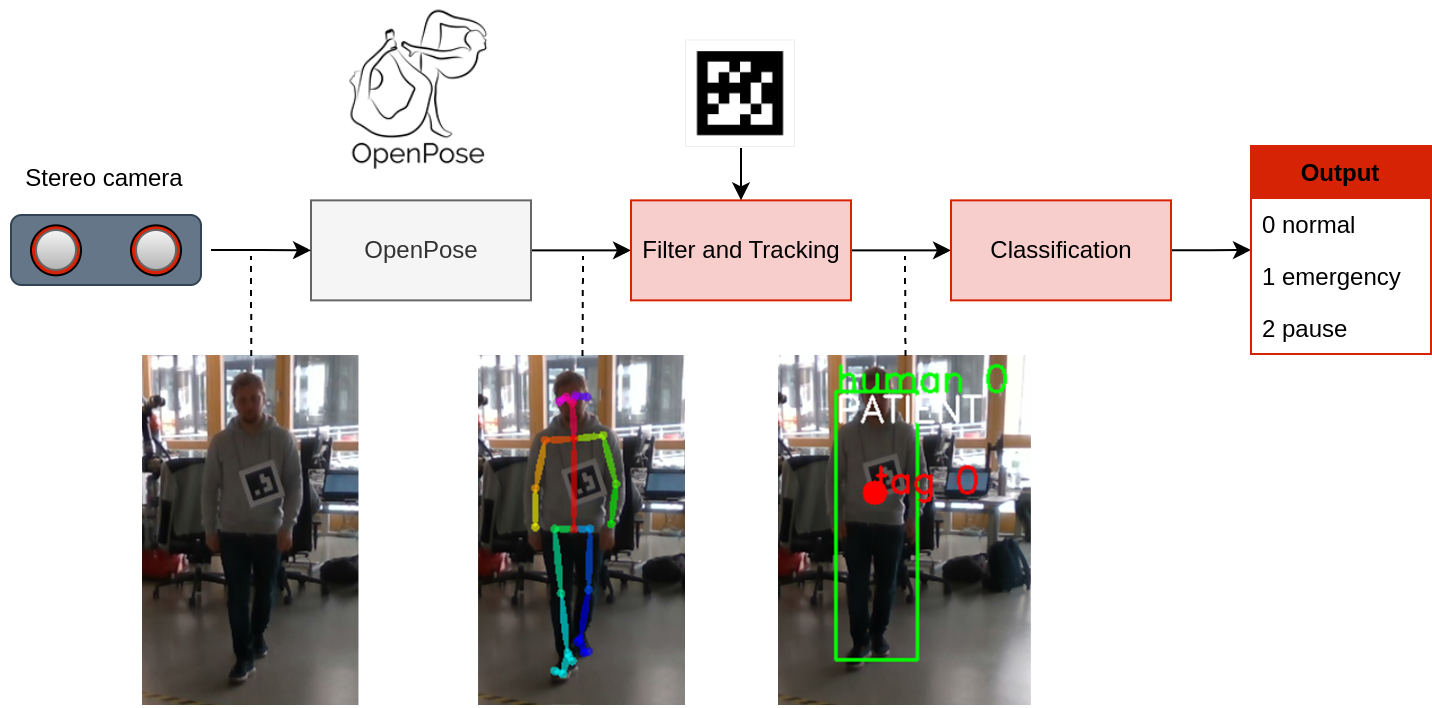 OpenPose
Stereo camera
OpenPose
Filter and Tracking
Classification
Output
0 normal
1 emergency
2 pause
human 0
PATIENT
tag 0